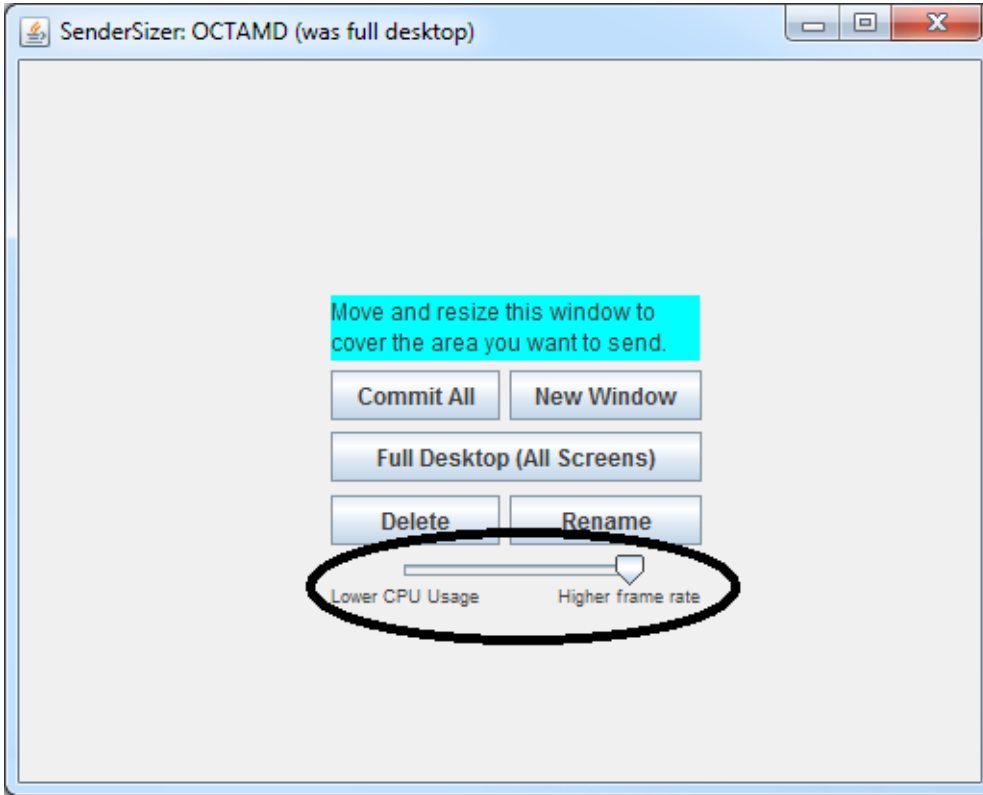 SenderSizer: OCTAMD (was full desktop)
Move and resize this window to
cover the area you want to send.
Commit All New Window
Full Desktop (All Screens)
Delete Rename
Lower CPU Usage Higher frame rate